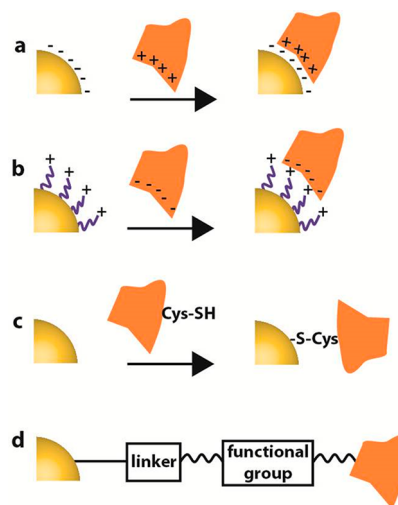 a
- - - - - -
+ + + +
- - - - - -
+ + + +
b
+ + + +
- - - - -
+ + + +
- - - - -
c
Cys-SH
-S-Cys
d
linker
functional
group